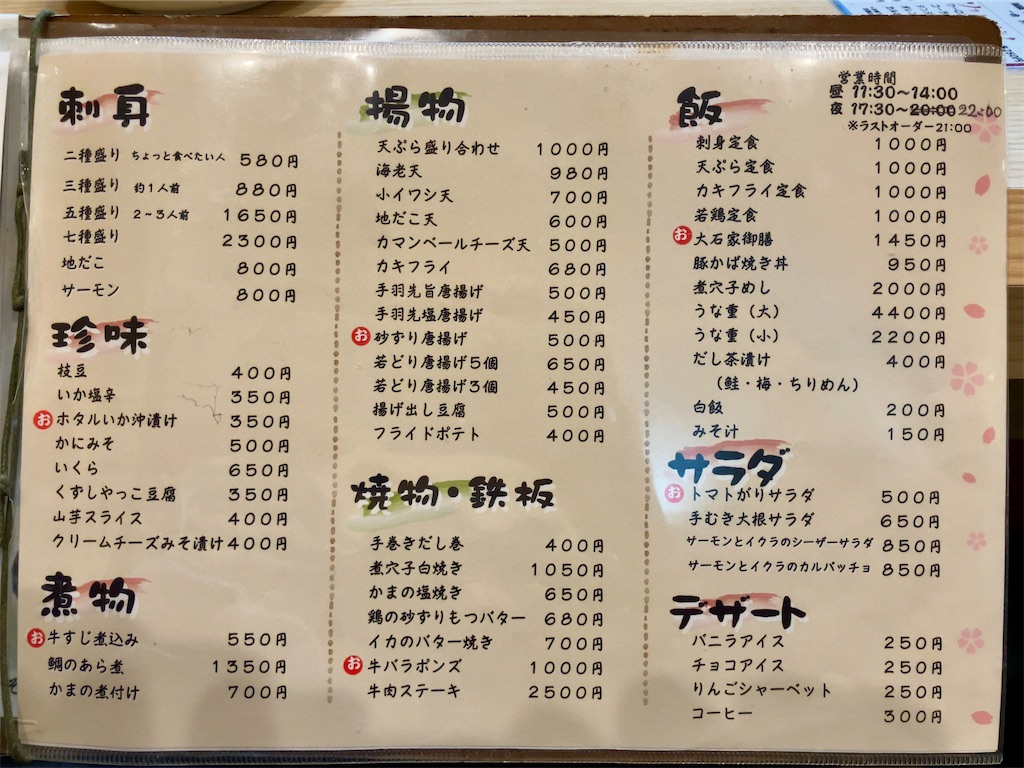 刺身
二種盛り ちょっと食べたい人 580円
三種盛り 約1人前 880円
五種盛り 2~3人前 1650円
七種盛り 2300円
地だこ 800円
サーモン 800円
珍味
枝豆 400円
いか塩辛 350円
お ホタルいか沖漬け 350円
かにみそ 500円
いくら 650円
くずしやっこ豆腐 350円
山芋スライス 400円
クリームチーズみそ漬け 400円
煮物
お 牛すじ煮込み 550円
鯛のあら煮 1350円
かまの煮付け 700円
揚物
天ぷら盛り合わせ 1000円
海老天 980円
小イワシ天 700円
地だこ天 600円
カマンベールチーズ天 500円
カキフライ 680円
手羽先旨唐揚げ 500円
手羽先塩唐揚げ 450円
お 砂ずり唐揚げ 500円
若どり唐揚げ5個 650円
若どり唐揚げ3個 450円
揚げ出し豆腐 500円
フライドポテト 400円
焼物・鉄板
手巻きだし巻 400円
煮穴子白焼き 1050円
かまの塩焼き 650円
鶏の砂ずりもつバター 680円
イカのバター焼き 700円
お 牛バラポンズ 1000円
牛肉ステーキ 2500円
営業時間
昼 11:30~14:00
夜 17:30~20:00 22:00
※ラストオーダー21:00
飯
刺身定食 1000円
天ぷら定食 1000円
カキフライ定食 1000円
若鶏定食 1000円
お 大石家御膳 1450円
豚かば焼き丼 950円
煮穴子めし 2000円
うな重(大) 4400円
うな重(小) 2200円
だし茶漬け 400円
(鮭・梅・ちりめん)
白飯 200円
みそ汁 150円
サラダ
お トマトがりサラダ 500円
手むき大根サラダ 650円
サーモンとイクラのシーザーサラダ 850円
サーモンとイクラのカルパッチョ 850円
デザート
バニラアイス 250円
チョコアイス 250円
りんごシャーベット 250円
コーヒー 300円